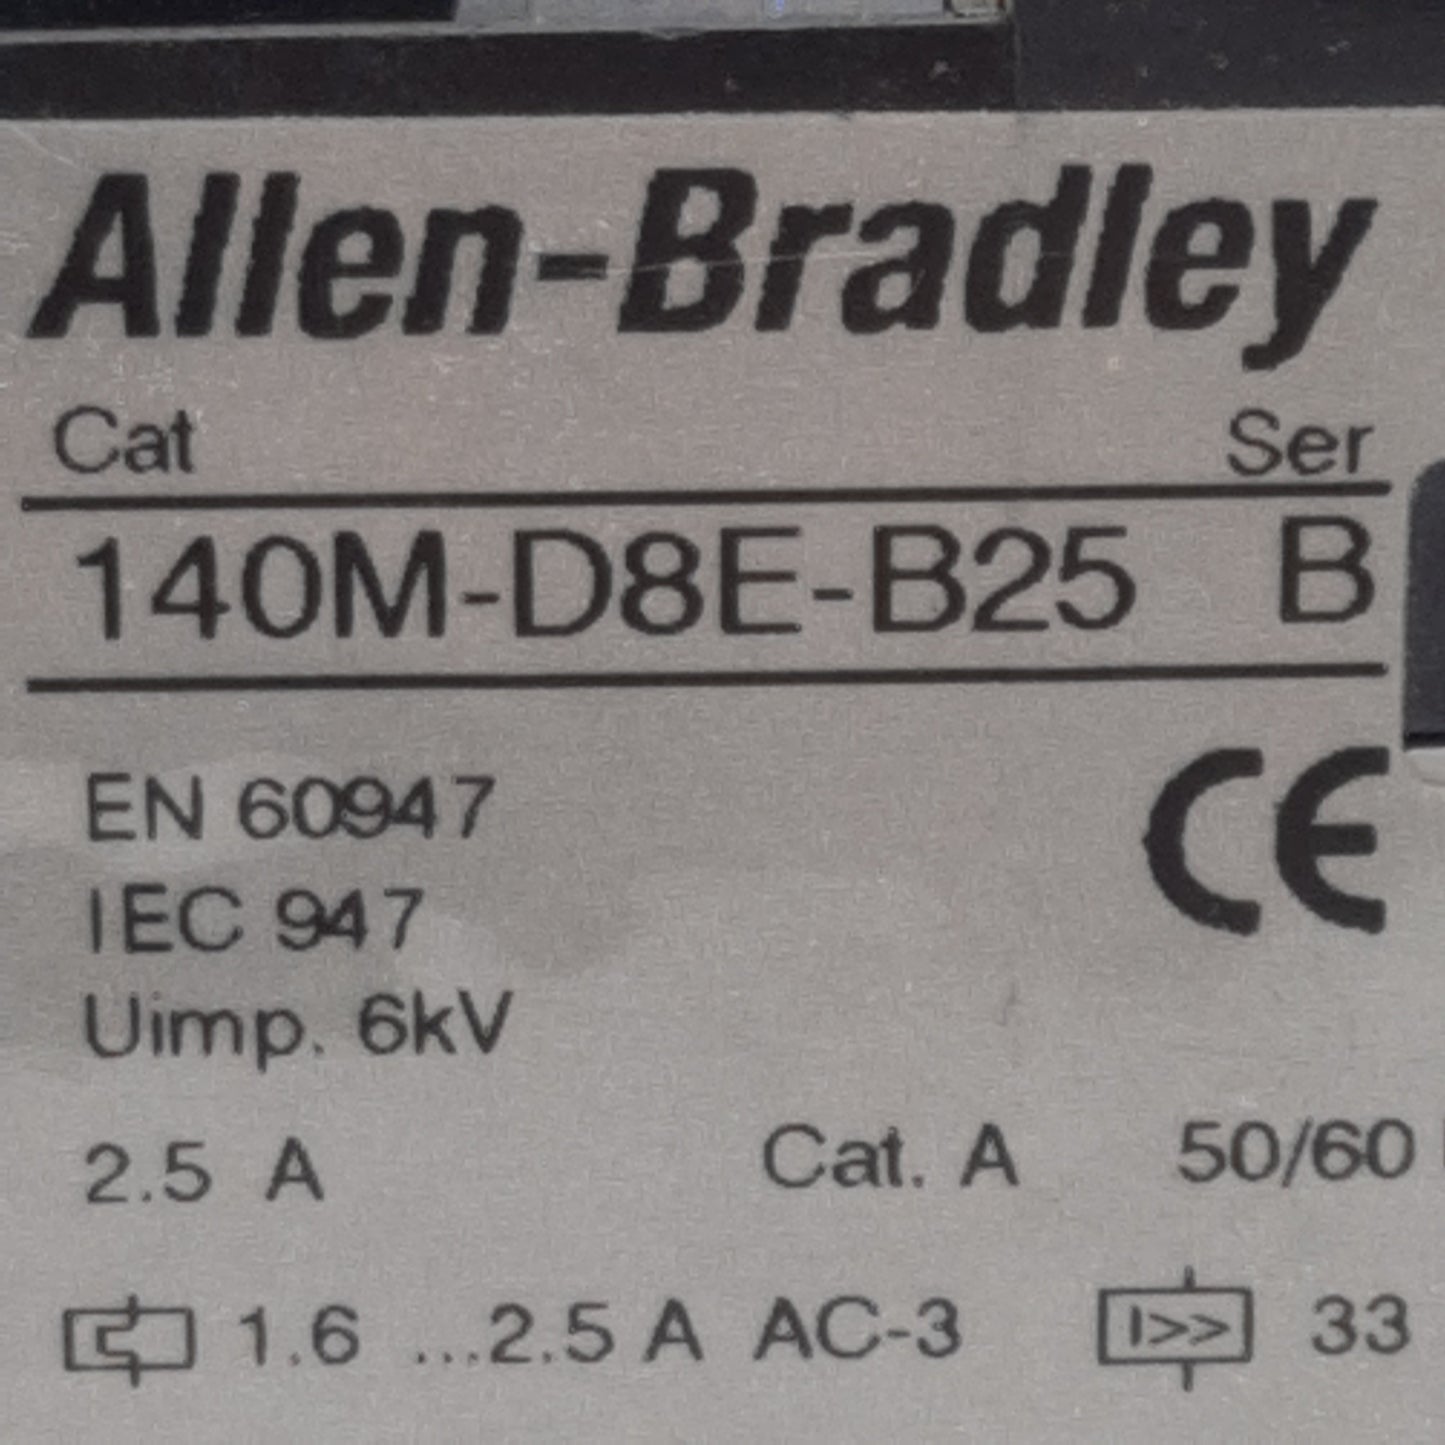 Allen-Bradley
Cat Ser
140M-D8E-B25 B
EN 60947
CE
IEC 947
Uimp. 6kV
2.5 A Cat. A 50/60
1.6 ...2.5 A AC-3 I>> 33